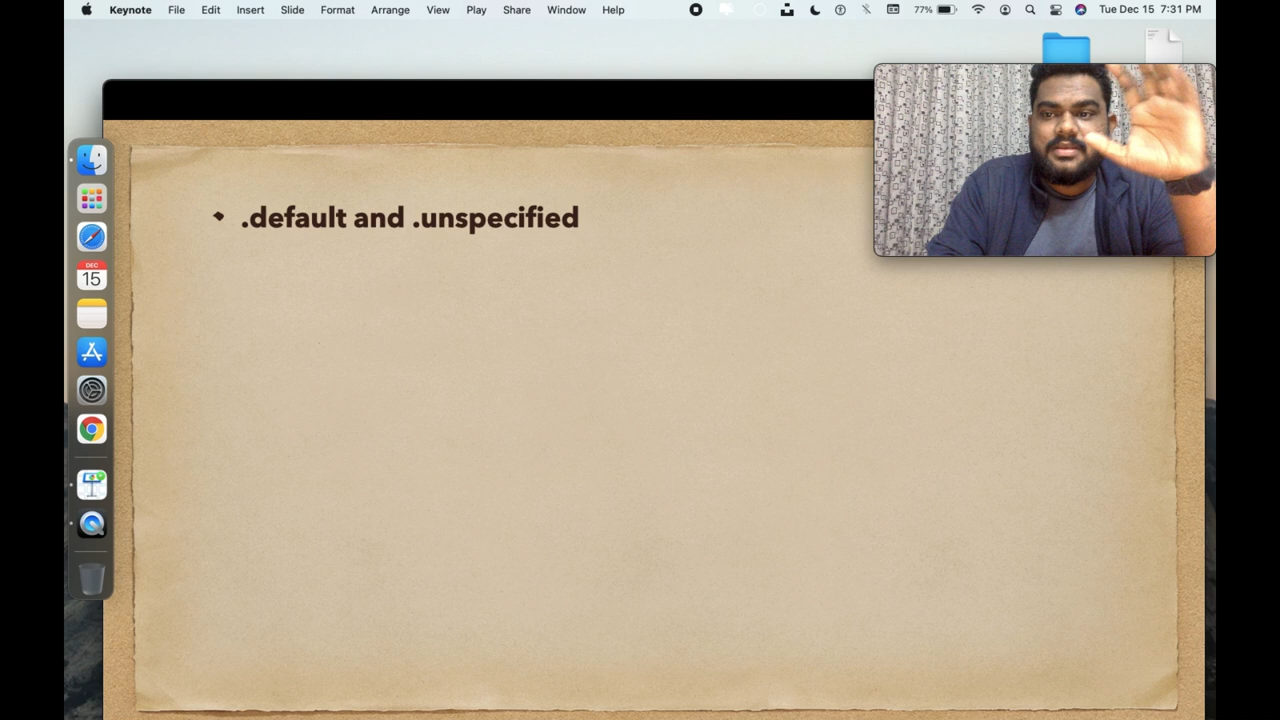 Keynote File Edit Insert Slide Format Arrange View Play Share Window Help 77% Tue Dec 15 7:31 PM
.default and .unspecified
DEC
15